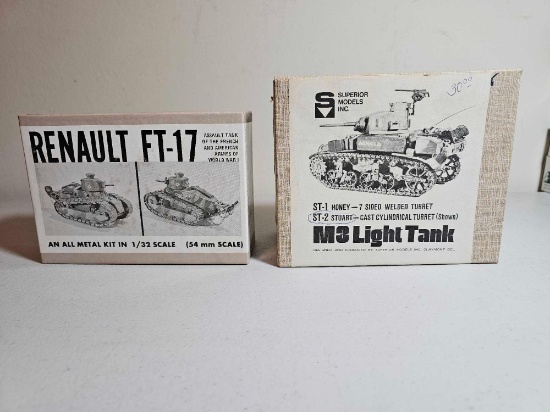 RENAULT FT-17
ASSAULT TANK
OF THE FRENCH
AND AMERICAN
ARMIES OF
WORLD WAR I
AN ALL METAL KIT IN 1/32 SCALE (54 mm SCALE)
S
SUPERIOR
MODELS
INC.
30.00
ST-1 HONEY — 7 SIDED WELDED TURRET
ST-2 STUART — CAST CYLINDRICAL TURRET (Shown)
M3 Light Tank